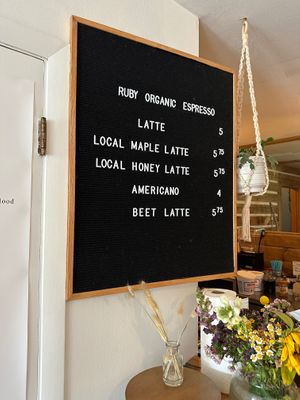 RUBY ORGANIC ESPRESSO
LATTE 5
LOCAL MAPLE LATTE 5 75
LOCAL HONEY LATTE 5 75
AMERICANO 4
BEET LATTE 5 75